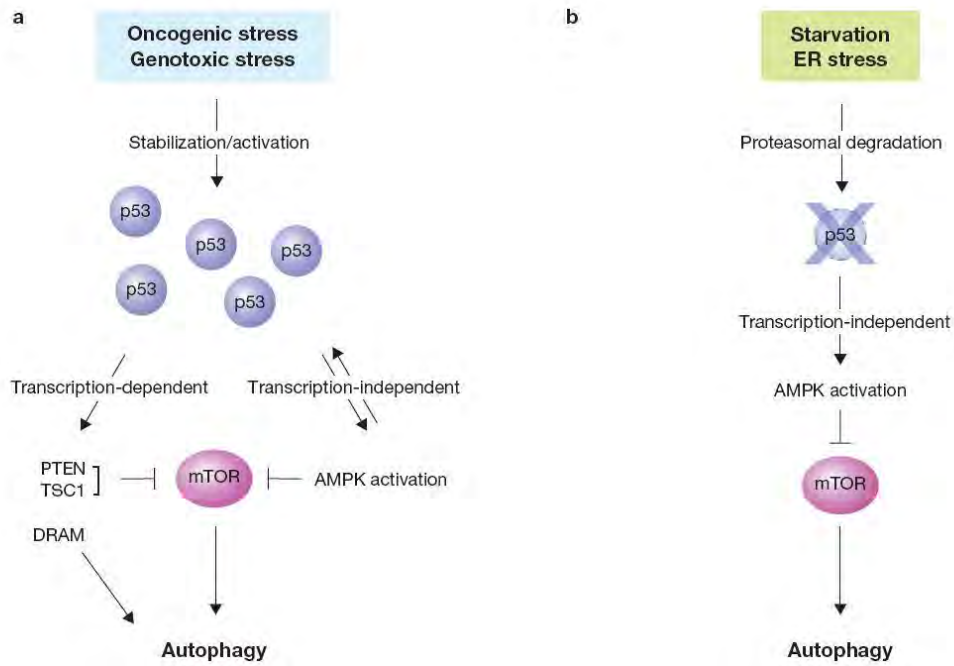 a
Oncogenic stress
Genotoxic stress
Stabilization/activation
p53
p53
p53
p53
p53
Transcription-dependent
Transcription-independent
PTEN
TSC1
mTOR
AMPK activation
DRAM
Autophagy
b
Starvation
ER stress
Proteasomal degradation
p53
Transcription-independent
AMPK activation
mTOR
Autophagy